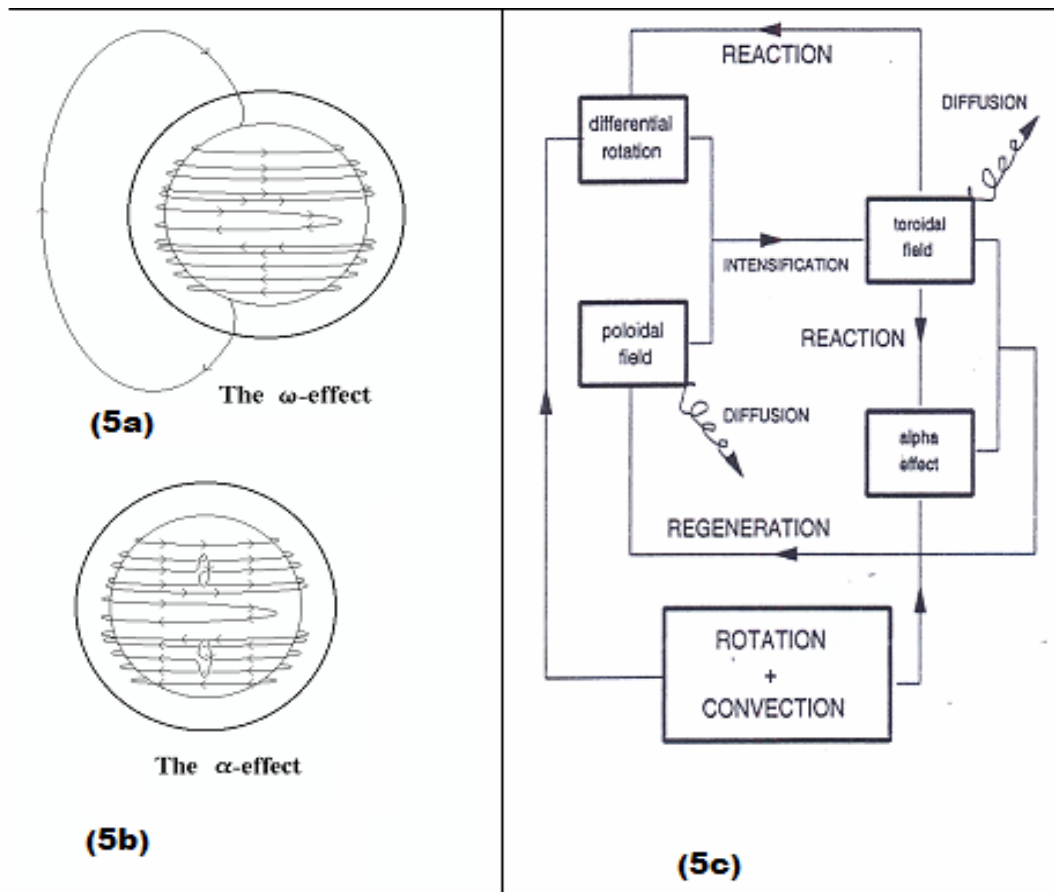 The ω-effect
(5a)
The α-effect
(5b)
REACTION
DIFFUSION
differential
rotation
toroidal
field
INTENSIFICATION
poloidal
field
REACTION
DIFFUSION
alpha
effect
REGENERATION
ROTATION
+
CONVECTION
(5c)